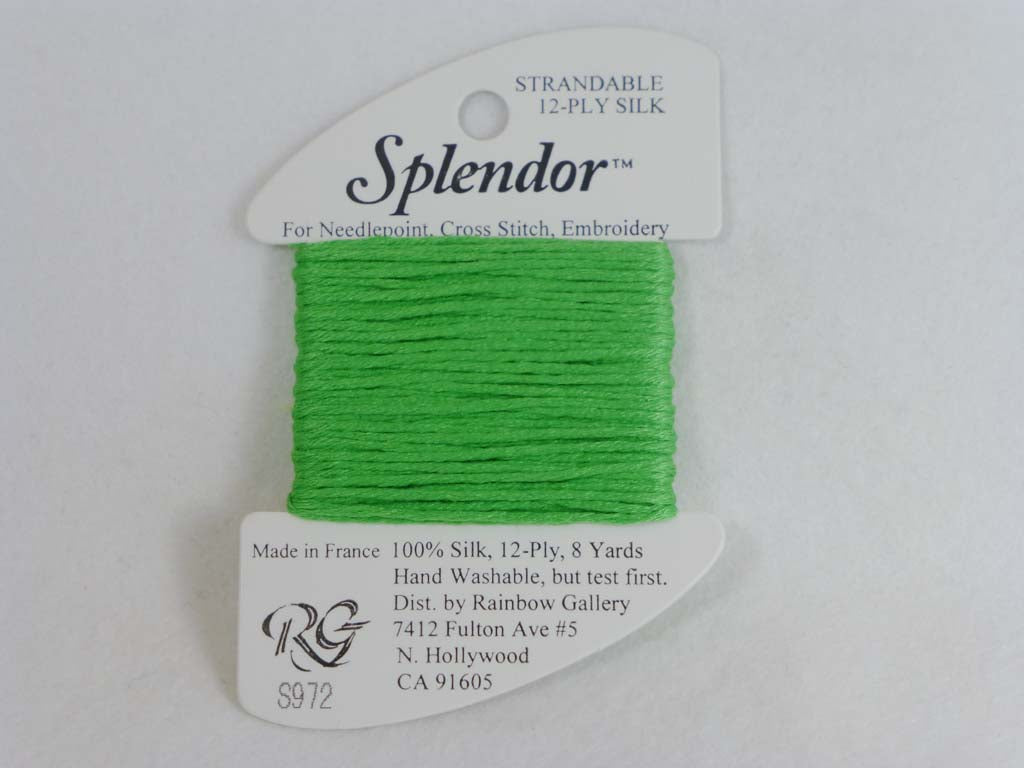 STRANDABLE
12-PLY SILK
Splendor™
For Needlepoint, Cross Stitch, Embroidery
Made in France 100% Silk, 12-Ply, 8 Yards
Hand Washable, but test first.
Dist. by Rainbow Gallery
7412 Fulton Ave #5
N. Hollywood
CA 91605
RG
S972